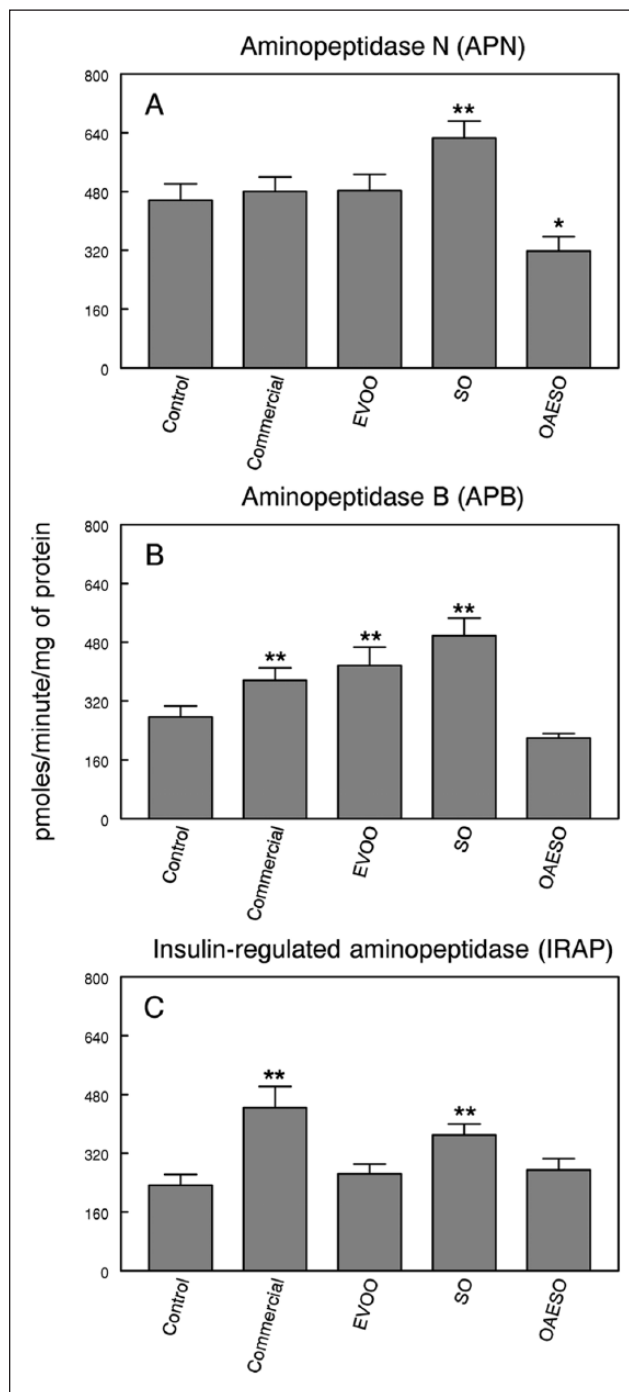 Aminopeptidase N (APN)
A
800
640
480
320
160
0
**
*
Control
Commercial
EVOO
SO
OAESO
pmoles/minute/mg of protein
Aminopeptidase B (APB)
B
800
640
480
320
160
0
**
**
**
Control
Commercial
EVOO
SO
OAESO
Insulin-regulated aminopeptidase (IRAP)
C
800
640
480
320
160
0
**
**
Control
Commercial
EVOO
SO
OAESO